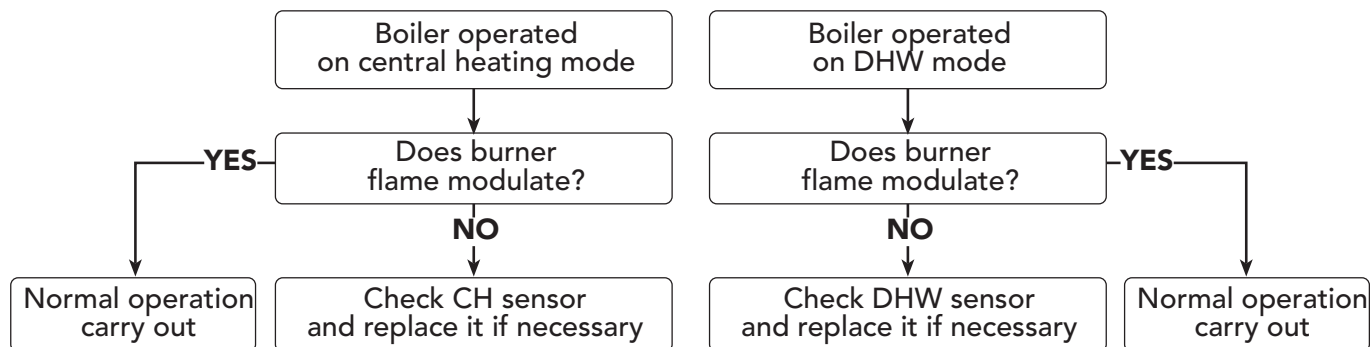 Boiler operated
on central heating mode
Boiler operated
on DHW mode
YES
Does burner
flame modulate?
Does burner
flame modulate?
YES
NO
NO
Normal operation
carry out
Check CH sensor
and replace it if necessary
Check DHW sensor
and replace it if necessary
Normal operation
carry out